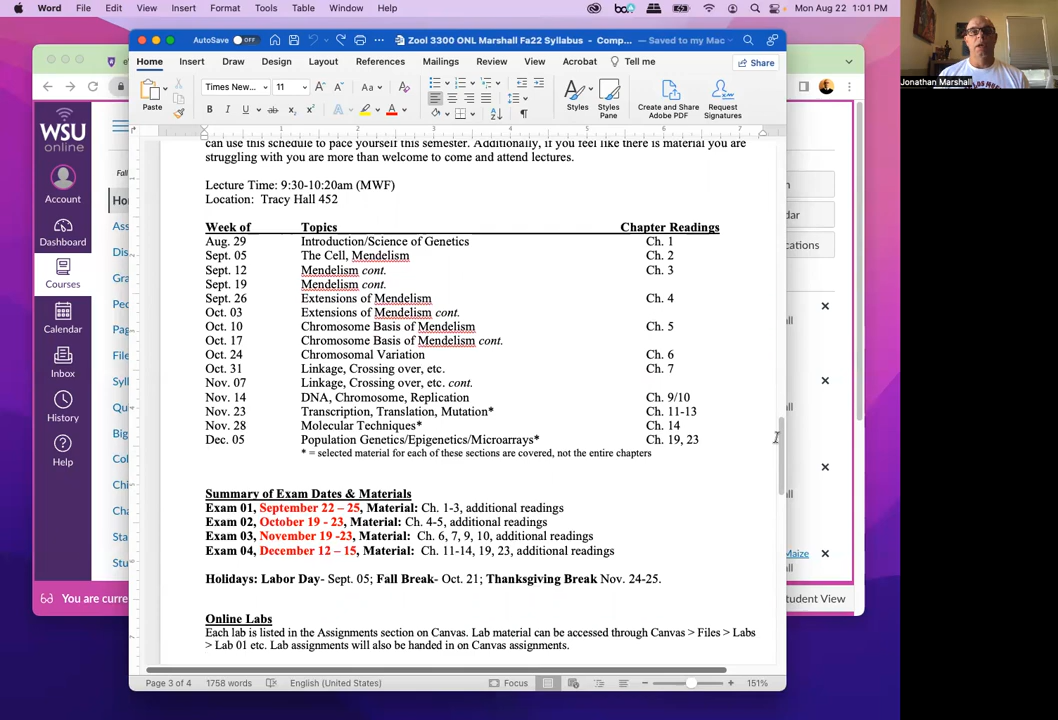 Word File Edit View Insert Format Tools Table Window Help Mon Aug 22 1:01 PM
AutoSave OFF Zool 3300 ONL Marshall Fa22 Syllabus - Comp... — Saved to my Mac
Home Insert Draw Design Layout References Mailings Review View Acrobat Tell me Share
Paste Times New... 11 Aa Styles Styles Pane Create and Share Adobe PDF Request Signatures
B I U ab x₂ x² A A
1 2 3 4 5 6 7
can use this schedule to pace yourself this semester. Additionally, if you feel like there is material you are
struggling with you are more than welcome to come and attend lectures.
Lecture Time: 9:30-10:20am (MWF)
Location: Tracy Hall 452
Week of Topics Chapter Readings
Aug. 29 Introduction/Science of Genetics Ch. 1
Sept. 05 The Cell, Mendelism Ch. 2
Sept. 12 Mendelism cont. Ch. 3
Sept. 19 Mendelism cont.
Sept. 26 Extensions of Mendelism Ch. 4
Oct. 03 Extensions of Mendelism cont.
Oct. 10 Chromosome Basis of Mendelism Ch. 5
Oct. 17 Chromosome Basis of Mendelism cont.
Oct. 24 Chromosomal Variation Ch. 6
Oct. 31 Linkage, Crossing over, etc. Ch. 7
Nov. 07 Linkage, Crossing over, etc. cont.
Nov. 14 DNA, Chromosome, Replication Ch. 9/10
Nov. 23 Transcription, Translation, Mutation* Ch. 11-13
Nov. 28 Molecular Techniques* Ch. 14
Dec. 05 Population Genetics/Epigenetics/Microarrays* Ch. 19, 23
* = selected material for each of these sections are covered, not the entire chapters
Summary of Exam Dates & Materials
Exam 01, September 22 – 25, Material: Ch. 1-3, additional readings
Exam 02, October 19 - 23, Material: Ch. 4-5, additional readings
Exam 03, November 19 -23, Material: Ch. 6, 7, 9, 10, additional readings
Exam 04, December 12 – 15, Material: Ch. 11-14, 19, 23, additional readings
Holidays: Labor Day- Sept. 05; Fall Break- Oct. 21; Thanksgiving Break Nov. 24-25.
Online Labs
Each lab is listed in the Assignments section on Canvas. Lab material can be accessed through Canvas > Files > Labs
> Lab 01 etc. Lab assignments will also be handed in on Canvas assignments.
Page 3 of 4 1758 words English (United States) Focus 151%
WSU
online
Account
Dashboard
Courses
Calendar
Inbox
History
Help
You are curre
Maize
tudent View
Jonathan Marshall